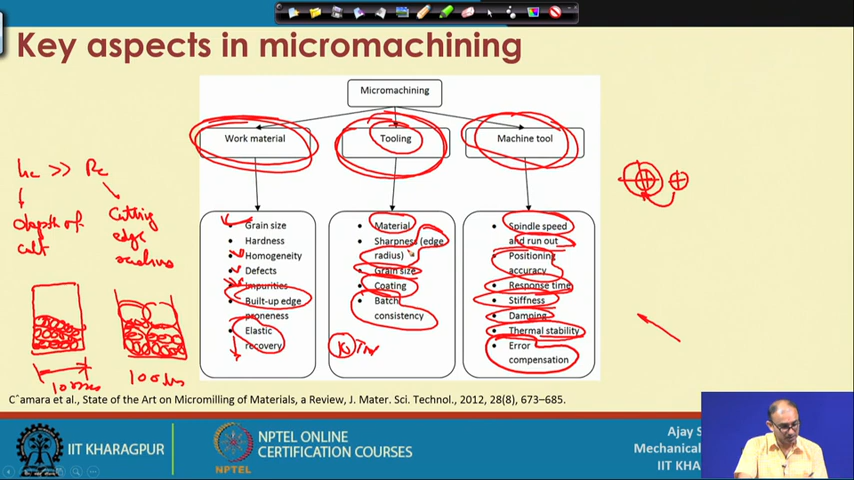 Key aspects in micromachining
Micromachining
Work material
Tooling
Machine tool
hc >> Rc
depth of
cut
Cutting
edge
radius
• Grain size
• Hardness
• Homogeneity
• Defects
• Impurities
• Built-up edge
proneness
• Elastic
recovery
• Material
• Sharpness (edge
radius)
• Grain size
• Coating
• Batch
consistency
• Spindle speed
and run out
• Positioning
accuracy
• Response time
• Stiffness
• Damping
• Thermal stability
• Error
compensation
Cˆamara et al., State of the Art on Micromilling of Materials, a Review, J. Mater. Sci. Technol., 2012, 28(8), 673–685.
IIT KHARAGPUR
NPTEL
NPTEL ONLINE
CERTIFICATION COURSES
Ajay S
Mechanical
IIT KHA